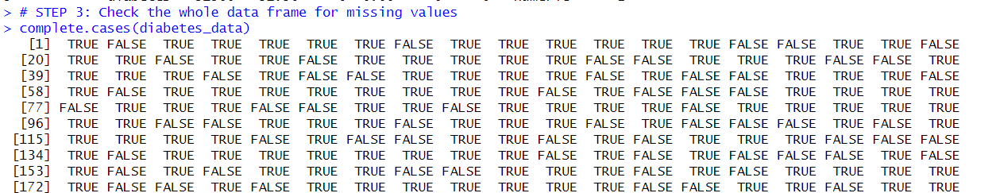 > # STEP 3: Check the whole data frame for missing values
> complete.cases(diabetes_data)
[1] TRUE FALSE TRUE TRUE TRUE TRUE TRUE FALSE TRUE TRUE TRUE TRUE TRUE TRUE FALSE FALSE TRUE TRUE FALSE
[20] TRUE TRUE FALSE TRUE TRUE FALSE TRUE TRUE TRUE TRUE TRUE FALSE FALSE TRUE TRUE TRUE FALSE FALSE TRUE
[39] TRUE TRUE TRUE FALSE TRUE FALSE FALSE TRUE TRUE TRUE TRUE FALSE TRUE FALSE FALSE TRUE TRUE TRUE FALSE
[58] TRUE FALSE TRUE TRUE TRUE TRUE TRUE TRUE TRUE TRUE FALSE TRUE FALSE FALSE FALSE TRUE TRUE TRUE FALSE
[77] FALSE TRUE TRUE TRUE FALSE FALSE TRUE TRUE FALSE TRUE TRUE TRUE TRUE FALSE TRUE TRUE TRUE TRUE TRUE
[96] TRUE TRUE FALSE FALSE TRUE TRUE TRUE FALSE TRUE TRUE TRUE FALSE TRUE FALSE FALSE FALSE TRUE FALSE TRUE
[115] TRUE TRUE TRUE TRUE FALSE TRUE FALSE FALSE TRUE TRUE FALSE TRUE FALSE TRUE TRUE TRUE FALSE FALSE FALSE
[134] TRUE FALSE TRUE TRUE TRUE TRUE TRUE TRUE TRUE TRUE FALSE TRUE FALSE TRUE FALSE FALSE FALSE TRUE FALSE
[153] TRUE FALSE TRUE FALSE TRUE TRUE TRUE FALSE FALSE TRUE TRUE TRUE FALSE TRUE FALSE TRUE TRUE TRUE TRUE
[172] TRUE FALSE FALSE TRUE FALSE TRUE TRUE TRUE TRUE TRUE TRUE TRUE FALSE FALSE TRUE TRUE FALSE TRUE TRUE